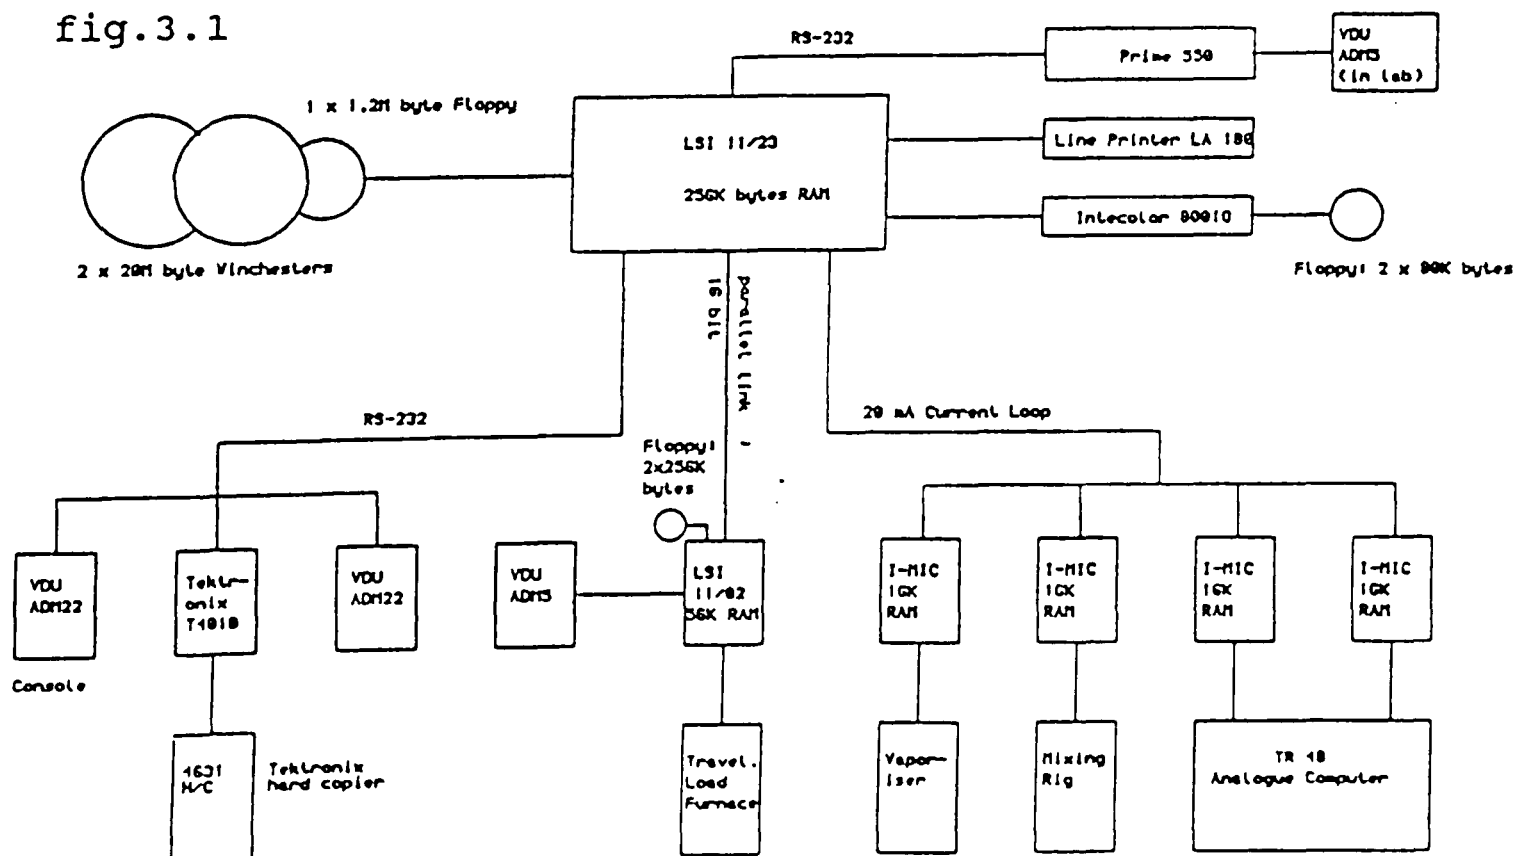 fig.3.1
RS-232
Prime 550
VDU
ADM5
(in lab)
1 x 1.2M byte Floppy
LSI 11/23
256K bytes RAM
Line Printer LA 180
Intecolor 8001G
2 x 20M byte Winchesters
Floppy: 2 x 80K bytes
16 bit
parallel link
RS-232
20 mA Current Loop
Floppy:
2x256K
bytes
VDU
ADM22
Tektr-
onix
T4010
VDU
ADM22
VDU
ADM5
LSI
11/02
56K RAM
I-MIC
16K
RAM
I-MIC
16K
RAM
I-MIC
16K
RAM
I-MIC
16K
RAM
Console
4631
H/C
Tektronix
hard copier
Travel.
Load
Furnace
Vapor-
iser
Mixing
Rig
TR 48
Analogue Computer